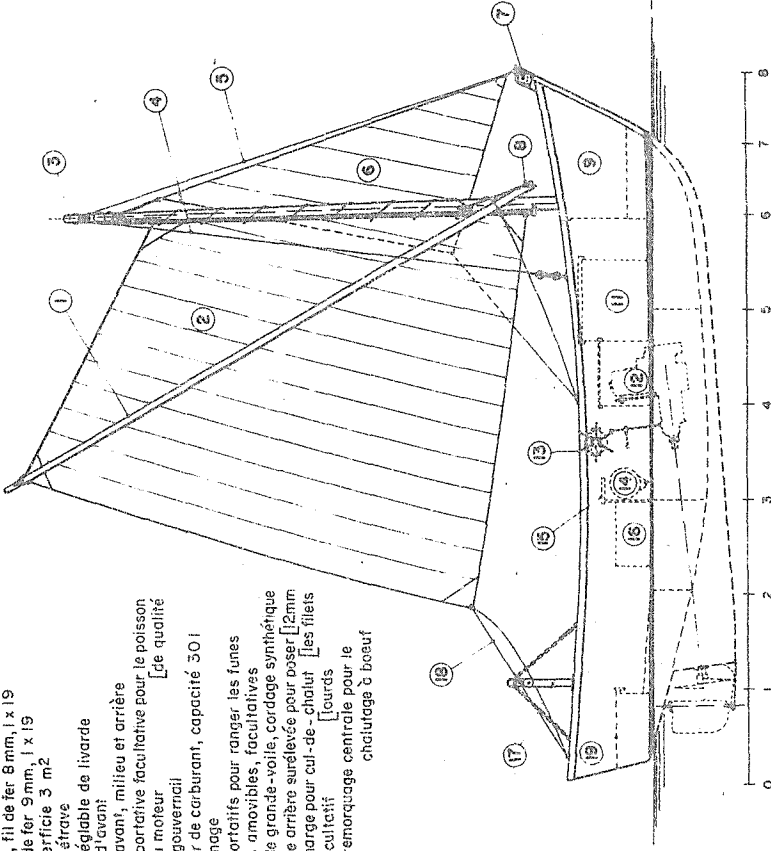 , fil de fer 8mm, 1 x 19
de fer 9mm, 1 x 19
erficie 3 m²
étrave
églable de livarde
d'avant
avant, milieu et arrière
portative facultative pour le poisson
u moteur [de qualité
gouvernail
r de carburant, capacité 30 l
nage
ortatifs pour ranger les funes
, amovibles, facultatives
e grande-voile, cordage synthétique
e arrière surélevée pour poser [12mm
arge pour cul-de-chalut [les filets
cultatif [lourds
remorquage centrale pour le
chalutage à boeuf
1
2
3
4
5
6
7
8
9
11
12
13
14
15
16
17
18
19
0 1 2 3 4 5 6 7 8